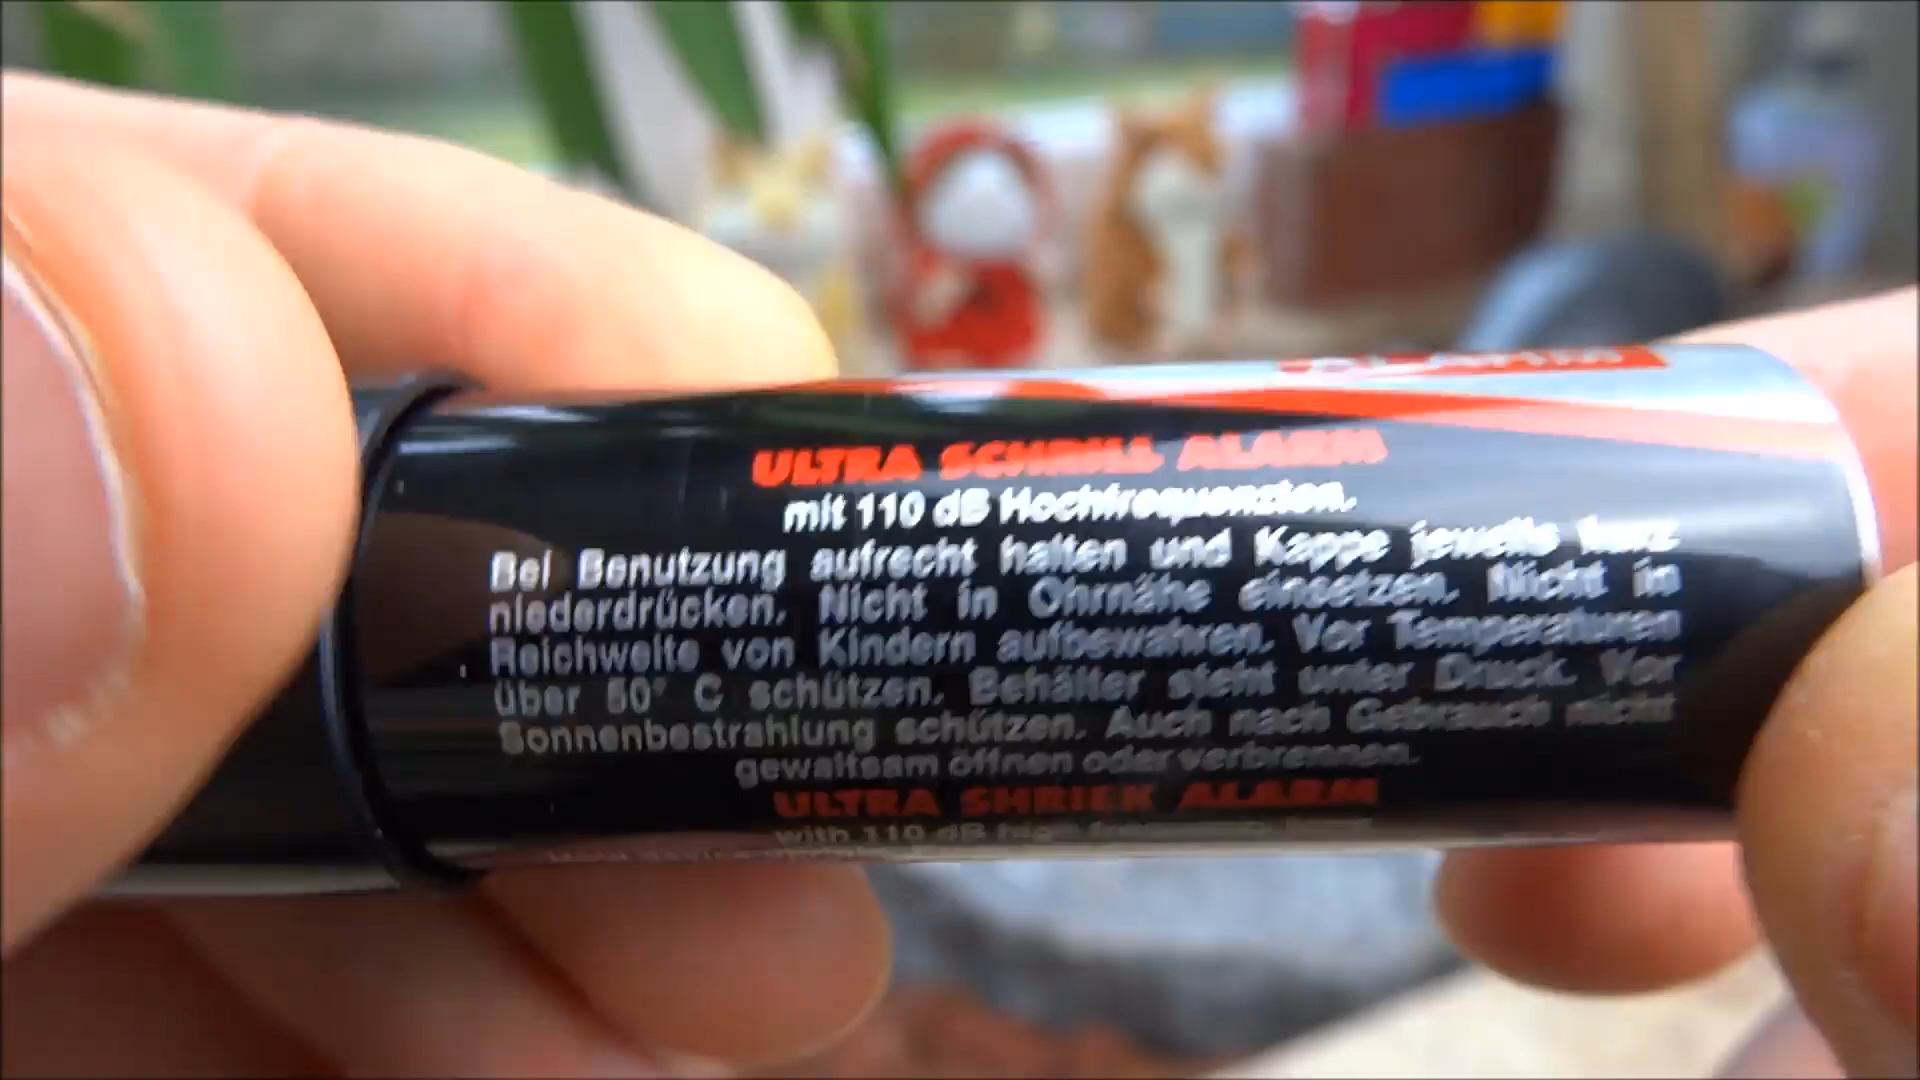 ULTRA SCHRILL ALARM
mit 110 dB Hochfrequenzton.
Bei Benutzung aufrecht halten und Kappe jeweils kurz
niederdrücken. Nicht in Ohrnähe einsetzen. Nicht in
Reichweite von Kindern aufbewahren. Vor Temperaturen
über 50° C schützen. Behälter steht unter Druck. Vor
Sonnenbestrahlung schützen. Auch nach Gebrauch nicht
gewaltsam öffnen oder verbrennen.
ULTRA SHRIEK ALARM
with 110 dB high